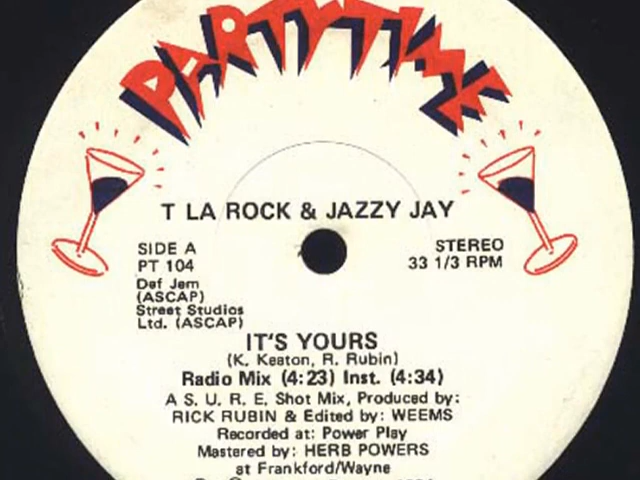 PARTYTIME
T LA ROCK & JAZZY JAY
SIDE A
PT 104
STEREO
33 1/3 RPM
Def Jem
(ASCAP)
Street Studios
Ltd. (ASCAP)
IT'S YOURS
(K. Keaton, R. Rubin)
Radio Mix (4:23) Inst. (4:34)
A S. U. R. E. Shot Mix, Produced by:
RICK RUBIN & Edited by: WEEMS
Recorded at: Power Play
Mastered by: HERB POWERS
at Frankford/Wayne